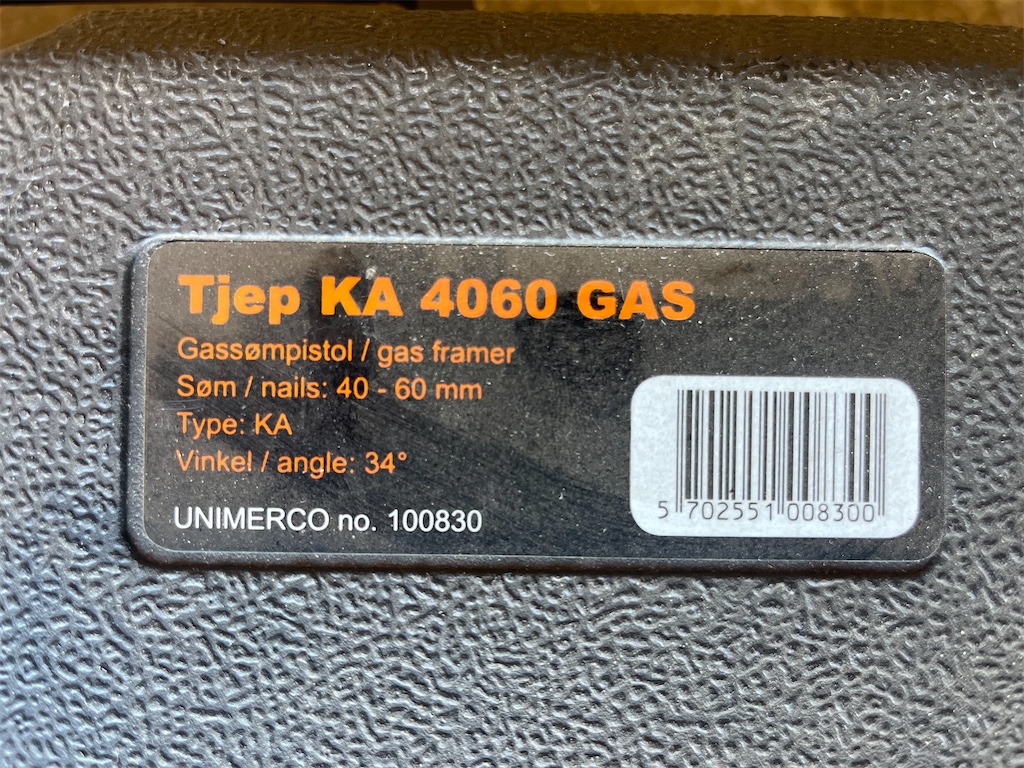 Tjep KA 4060 GAS
Gassømpistol / gas framer
Søm / nails: 40 - 60 mm
Type: KA
Vinkel / angle: 34°
UNIMERCO no. 100830
5 702551 008300